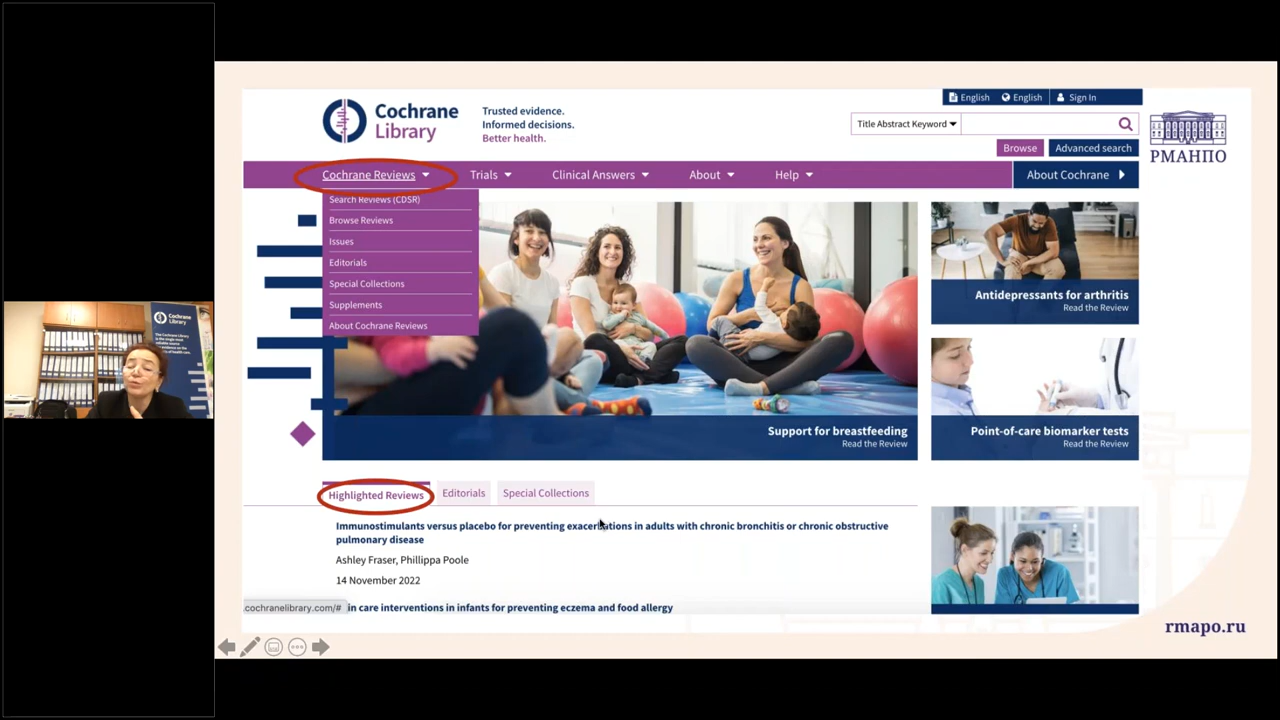 English
English
Sign In
Cochrane
Library
Trusted evidence.
Informed decisions.
Better health.
Title Abstract Keyword
Browse
Advanced search
РМАНПО
Cochrane Reviews
Trials
Clinical Answers
About
Help
About Cochrane
Search Reviews (CDSR)
Browse Reviews
Issues
Editorials
Special Collections
Supplements
About Cochrane Reviews
Antidepressants for arthritis
Read the Review
Support for breastfeeding
Read the Review
Point-of-care biomarker tests
Read the Review
Cochrane
Library
Highlighted Reviews
Editorials
Special Collections
Immunostimulants versus placebo for preventing exacerbations in adults with chronic bronchitis or chronic obstructive
pulmonary disease
Ashley Fraser, Phillippa Poole
14 November 2022
.cochranelibrary.com/#
in care interventions in infants for preventing eczema and food allergy
rmapo.ru